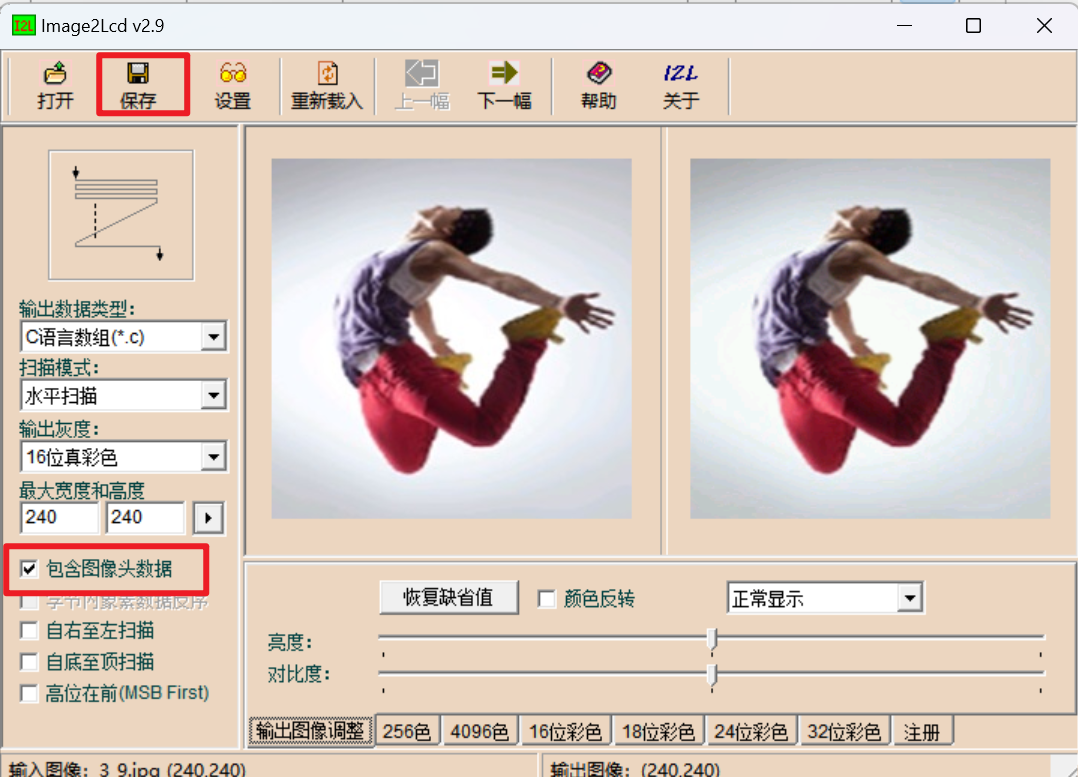 I2L Image2Lcd v2.9
打开 保存 设置 重新载入 上一幅 下一幅 帮助 I2L 关于
输出数据类型:
C语言数组(*.c)
扫描模式:
水平扫描
输出灰度:
16位真彩色
最大宽度和高度
240 240
包含图像头数据
字节内象素数据反序
自右至左扫描
自底至顶扫描
高位在前(MSB First)
恢复缺省值 颜色反转 正常显示
亮度:
对比度:
输出图像调整 256色 4096色 16位彩色 18位彩色 24位彩色 32位彩色 注册
输入图像: 3_9.jpg (240,240) 输出图像: (240,240)